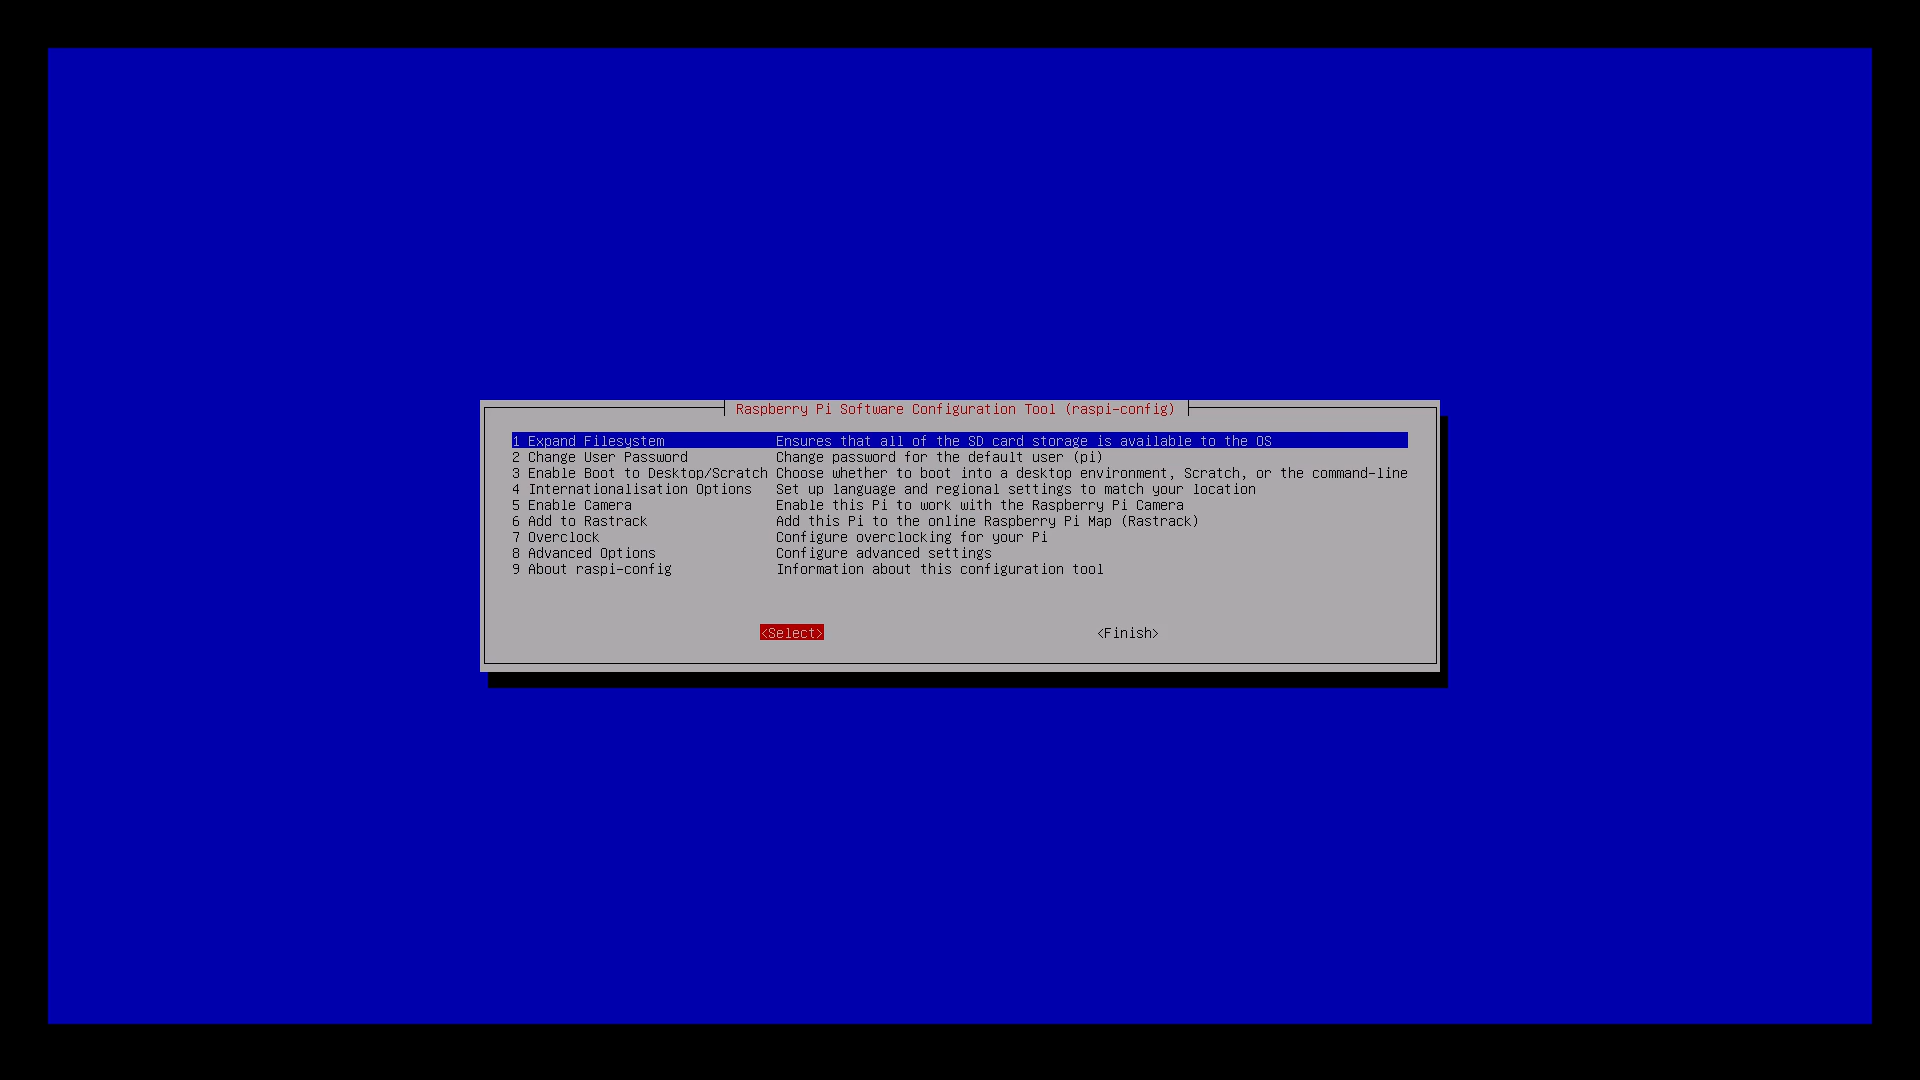 Raspberry Pi Software Configuration Tool (raspi-config)
1 Expand Filesystem Ensures that all of the SD card storage is available to the OS
2 Change User Password Change password for the default user (pi)
3 Enable Boot to Desktop/Scratch Choose whether to boot into a desktop environment, Scratch, or the command-line
4 Internationalisation Options Set up language and regional settings to match your location
5 Enable Camera Enable this Pi to work with the Raspberry Pi Camera
6 Add to Rastrack Add this Pi to the online Raspberry Pi Map (Rastrack)
7 Overclock Configure overclocking for your Pi
8 Advanced Options Configure advanced settings
9 About raspi-config Information about this configuration tool
<Select> <Finish>